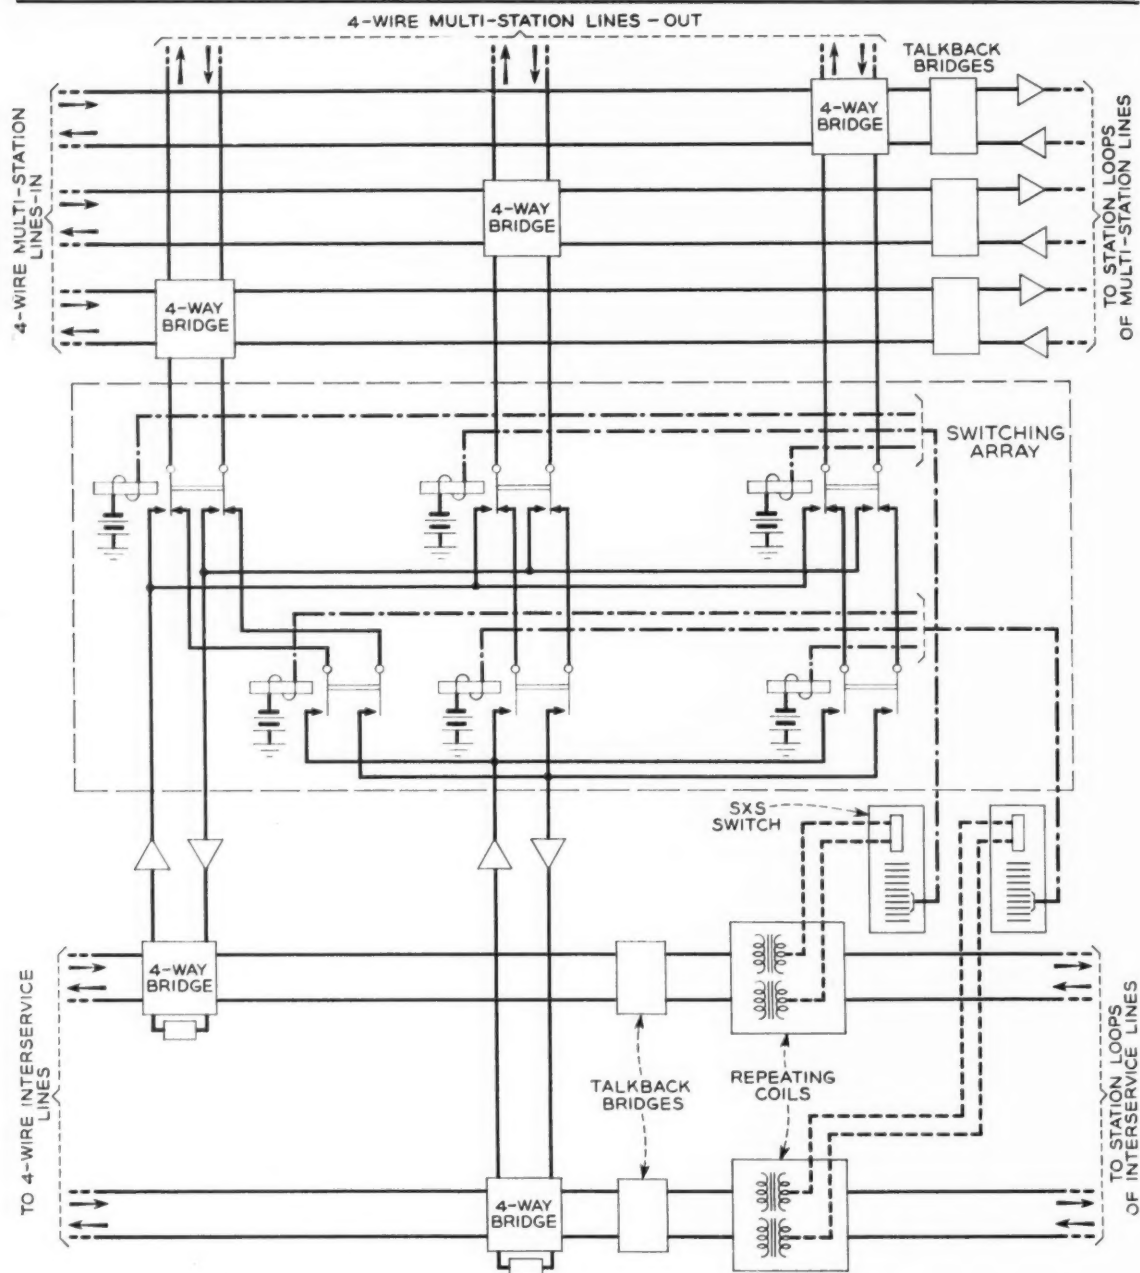 4-WIRE MULTI-STATION LINES-OUT
TALKBACK
BRIDGES
4-WIRE MULTI-STATION
LINES-IN
4-WAY
BRIDGE
4-WAY
BRIDGE
4-WAY
BRIDGE
TO STATION LOOPS
OF MULTI-STATION LINES
SWITCHING
ARRAY
SXS
SWITCH
TO 4-WIRE INTERSERVICE
LINES
4-WAY
BRIDGE
TALKBACK
BRIDGES
REPEATING
COILS
4-WAY
BRIDGE
TO STATION LOOPS
OF INTERSERVICE LINES